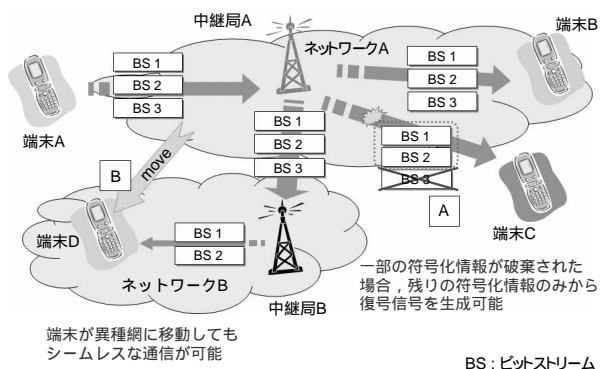 中継局A
ネットワークA
端末B
BS 1
BS 2
BS 3
端末A
BS 1
BS 2
BS 3
BS 1
BS 2
BS 3
BS 1
BS 2
BS 3
A
端末C
B
move
端末D
BS 1
BS 2
ネットワークB
中継局B
一部の符号化情報が破棄された
場合，残りの符号化情報のみから
復号信号を生成可能
端末が異種網に移動しても
シームレスな通信が可能
BS : ビットストリーム